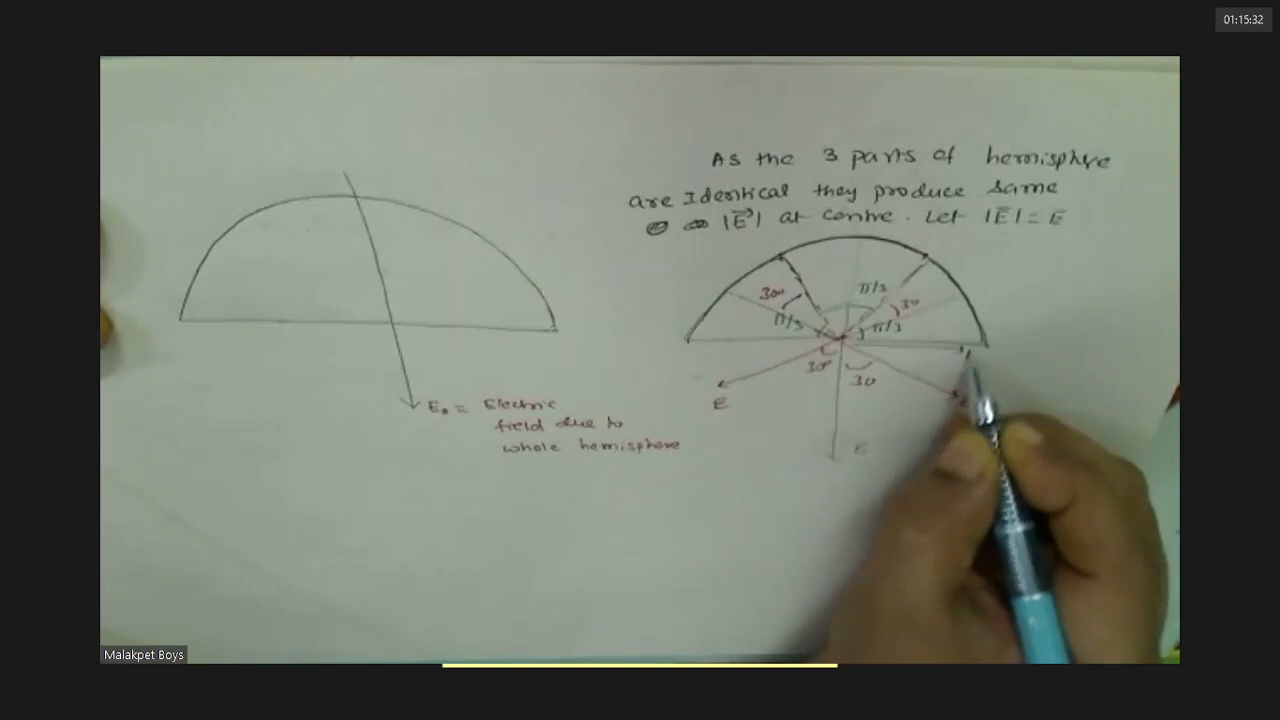 01:15:32
As the 3 parts of hemisphere
are Identical they produce same
|E| at centre. Let |E| = E
π/3
30°
30
π/3
π/3
30°
30
E
E
E₀ = Electric
field due to
whole hemisphere
E
Malakpet Boys